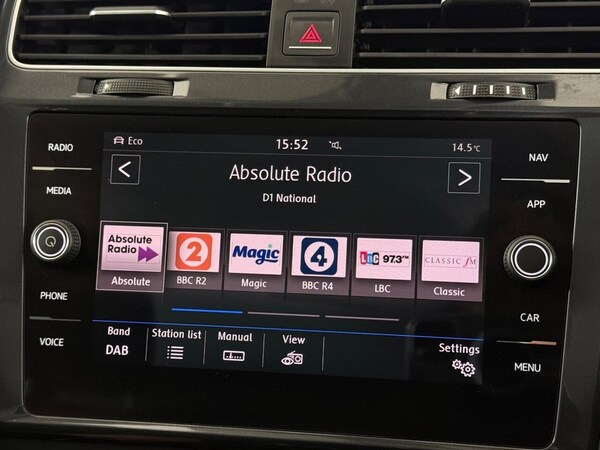 RADIO
MEDIA
PHONE
VOICE
Eco
15:52
14.5°C
Absolute Radio
D1 National
Absolute
Radio
Absolute
2
BBC R2
Magic
Magic
4
BBC R4
LBC 97.3 FM
LBC
CLASSIC fM
Classic
Band
DAB
Station list
Manual
View
Settings
NAV
APP
CAR
MENU